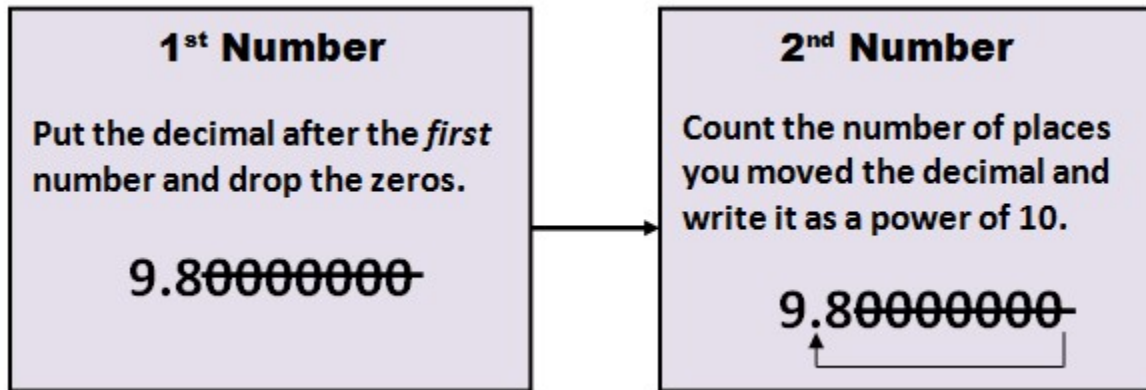 1st Number
Put the decimal after the first
number and drop the zeros.
9.80000000
2nd Number
Count the number of places
you moved the decimal and
write it as a power of 10.
9.80000000